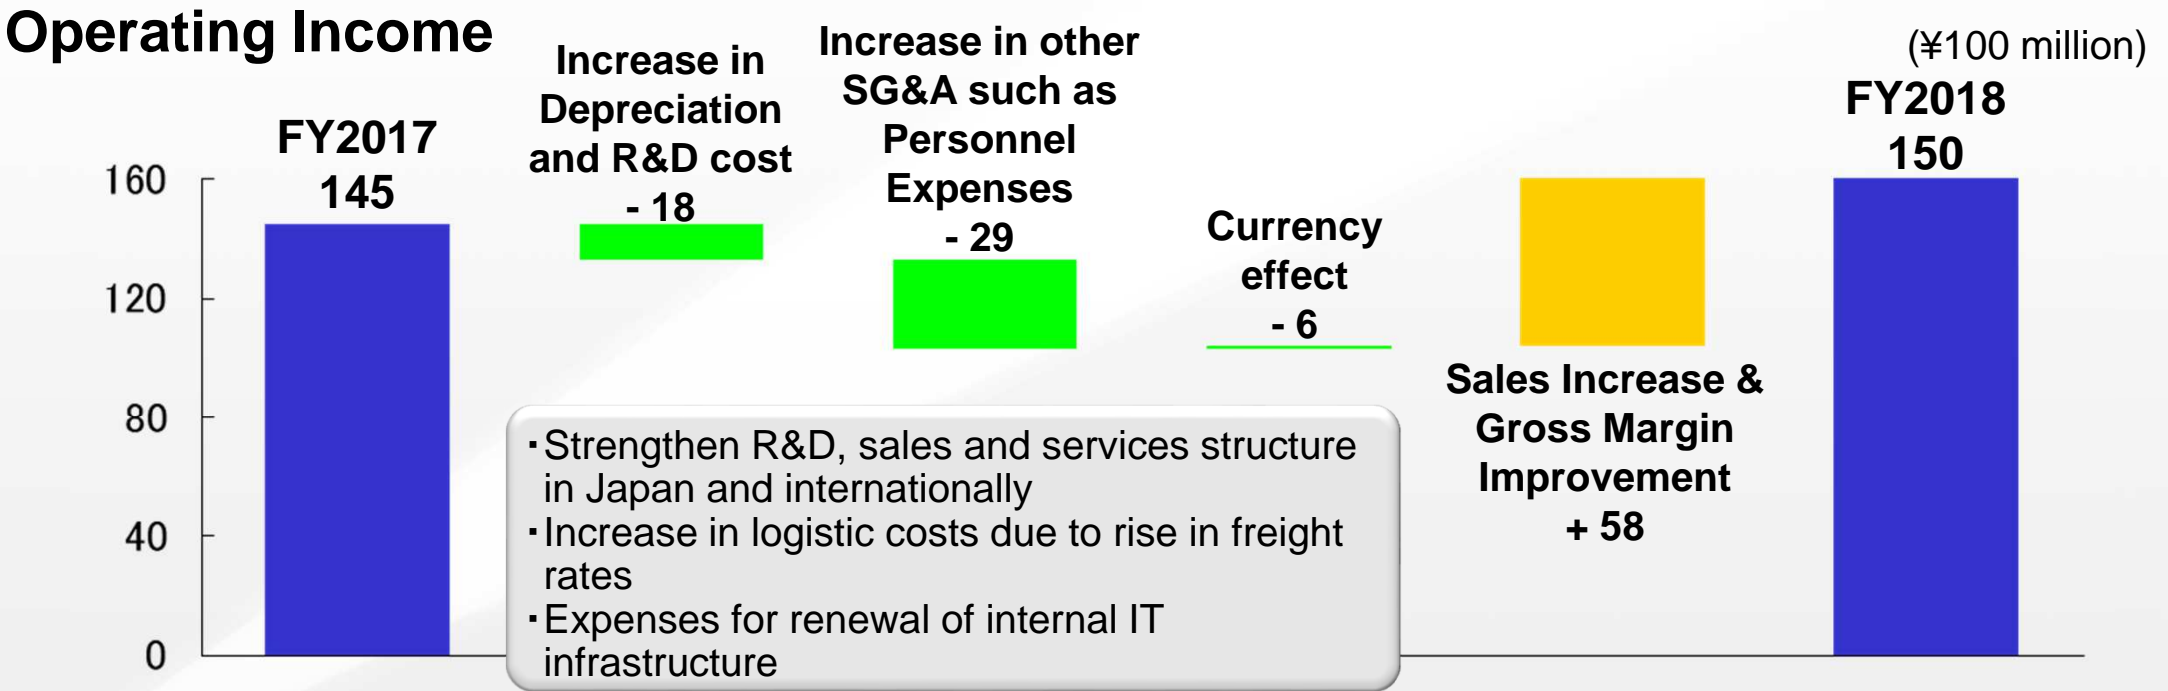 Operating Income
(¥100 million)
FY2017
145
Increase in
Depreciation
and R&D cost
- 18
Increase in other
SG&A such as
Personnel
Expenses
- 29
Currency
effect
- 6
Sales Increase &
Gross Margin
Improvement
+ 58
FY2018
150
160
120
80
40
0
･Strengthen R&D, sales and services structure
in Japan and internationally
･Increase in logistic costs due to rise in freight
rates
･Expenses for renewal of internal IT
infrastructure